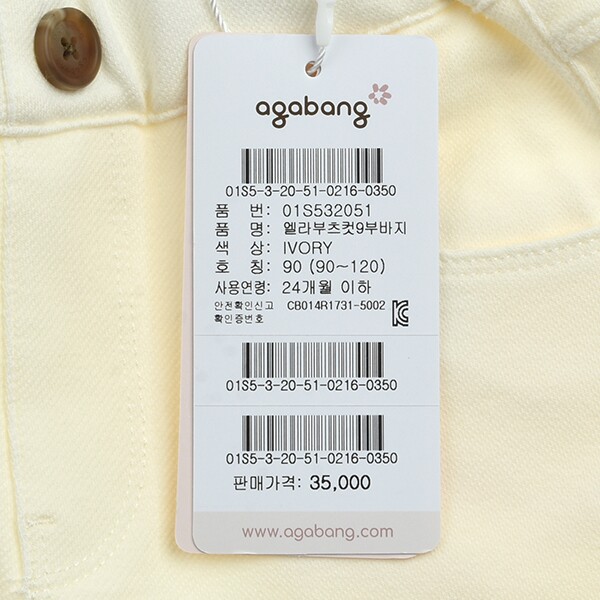 agabang
01S5-3-20-51-0216-0350
품 번: 01S532051
품 명: 엘라부츠컷9부바지
색 상: IVORY
호 칭: 90 (90~120)
사용연령: 24개월 이하
안전확인신고 CB014R1731-5002
확인증번호
01S5-3-20-51-0216-0350
01S5-3-20-51-0216-0350
판매가격: 35,000
www.agabang.com